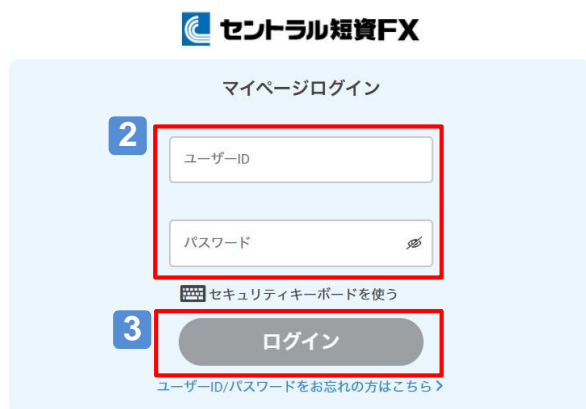 セントラル短資FX
マイページログイン
2
ユーザーID
パスワード
セキュリティキーボードを使う
3
ログイン
ユーザーID/パスワードをお忘れの方はこちら